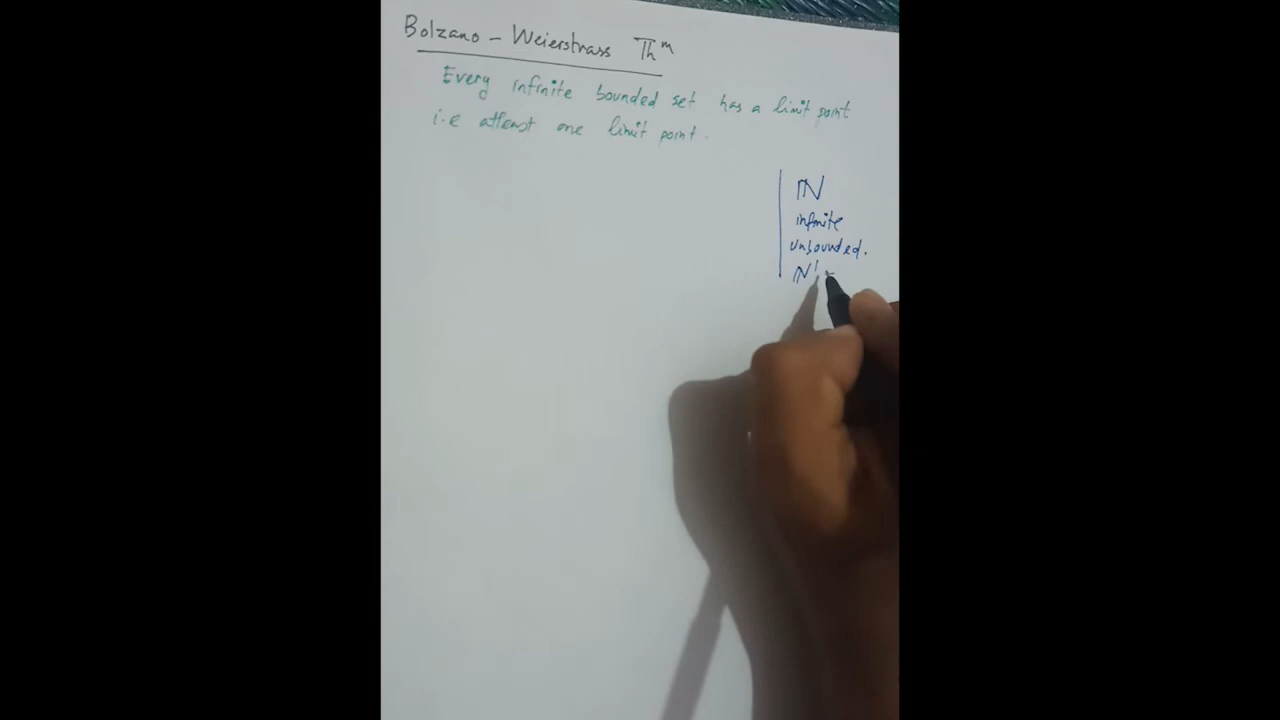 Bolzano - Weierstrass Thm
Every infinite bounded set has a limit point
i.e atleast one limit point.
ℕ
infinite
unbounded.
N' -